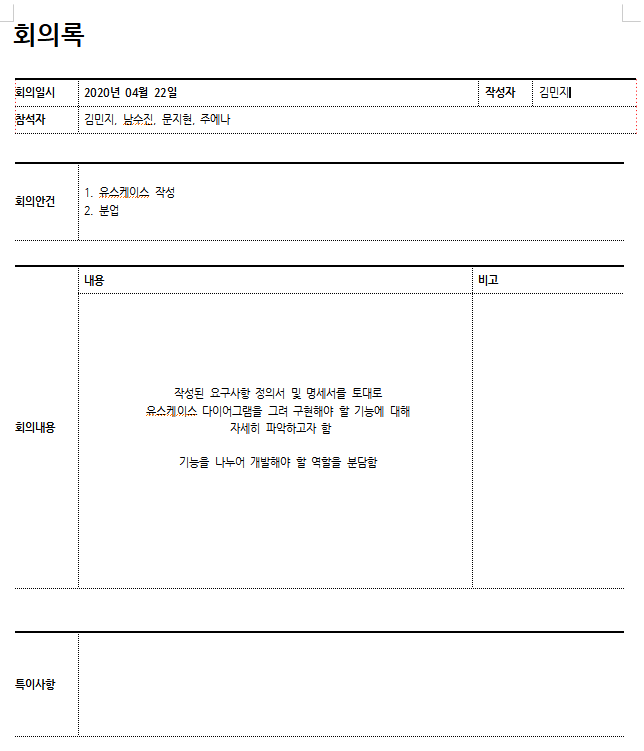 회의록
회의일시 2020년 04월 22일 작성자 김민지
참석자 김민지, 남수진, 문지현, 주예나
회의안건
1. 유스케이스 작성
2. 분업
내용 비고
회의내용
작성된 요구사항 정의서 및 명세서를 토대로
유스케이스 다이어그램을 그려 구현해야 할 기능에 대해
자세히 파악하고자 함
기능을 나누어 개발해야 할 역할을 분담함
특이사항